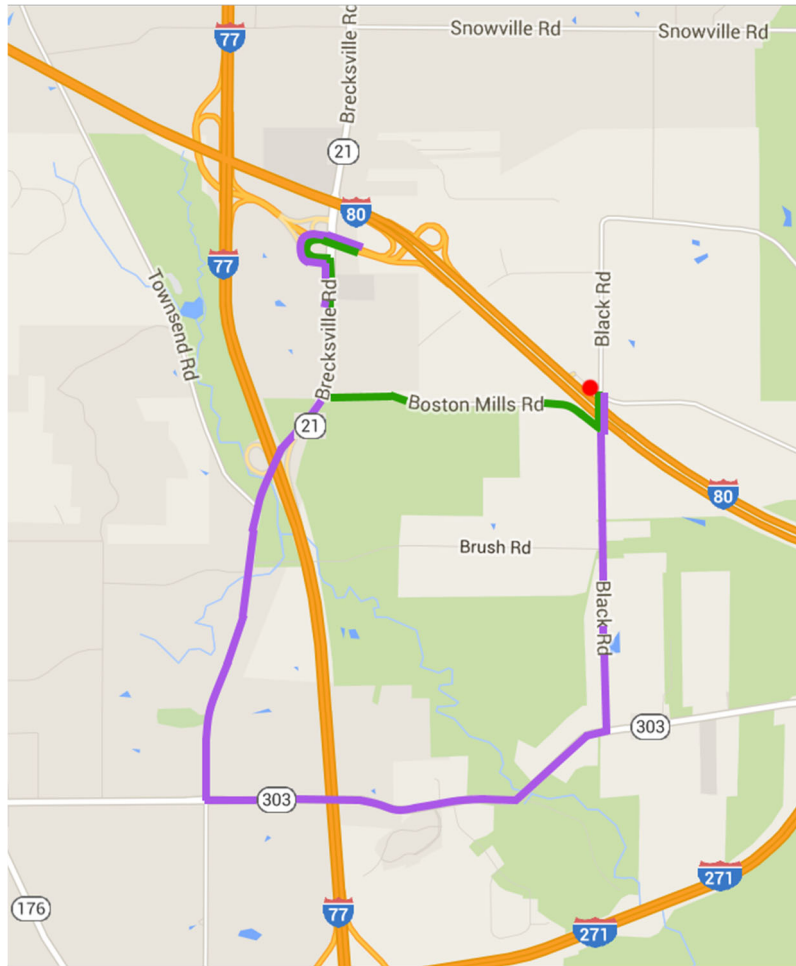 77
Brecksville Rd
Snowville Rd
Snowville Rd
21
80
77
Townsend Rd
Brecksville Rd
Black Rd
Boston Mills Rd
21
80
Brush Rd
Black Rd
303
303
176
77
271
271